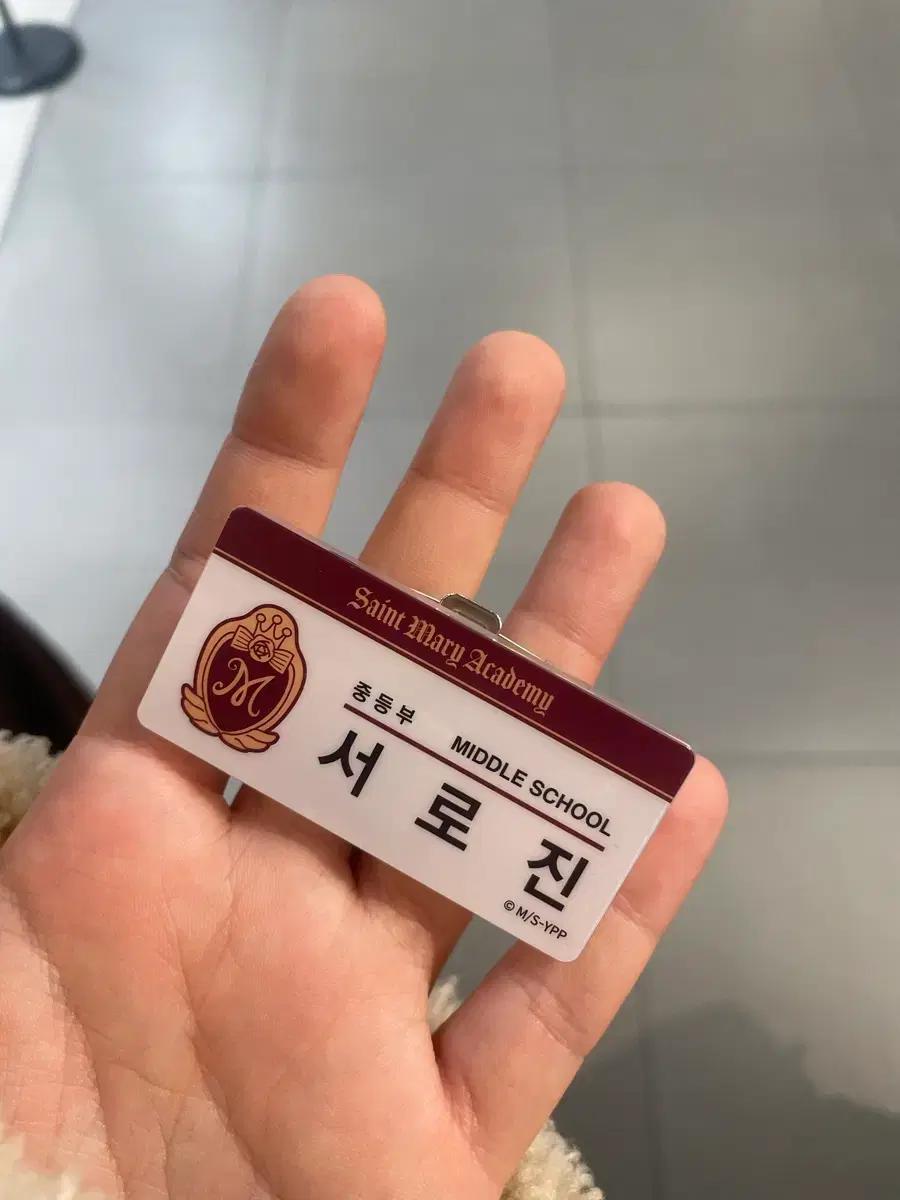 Saint Mary Academy
M
중등부 MIDDLE SCHOOL
서로진
© M/S-YPP